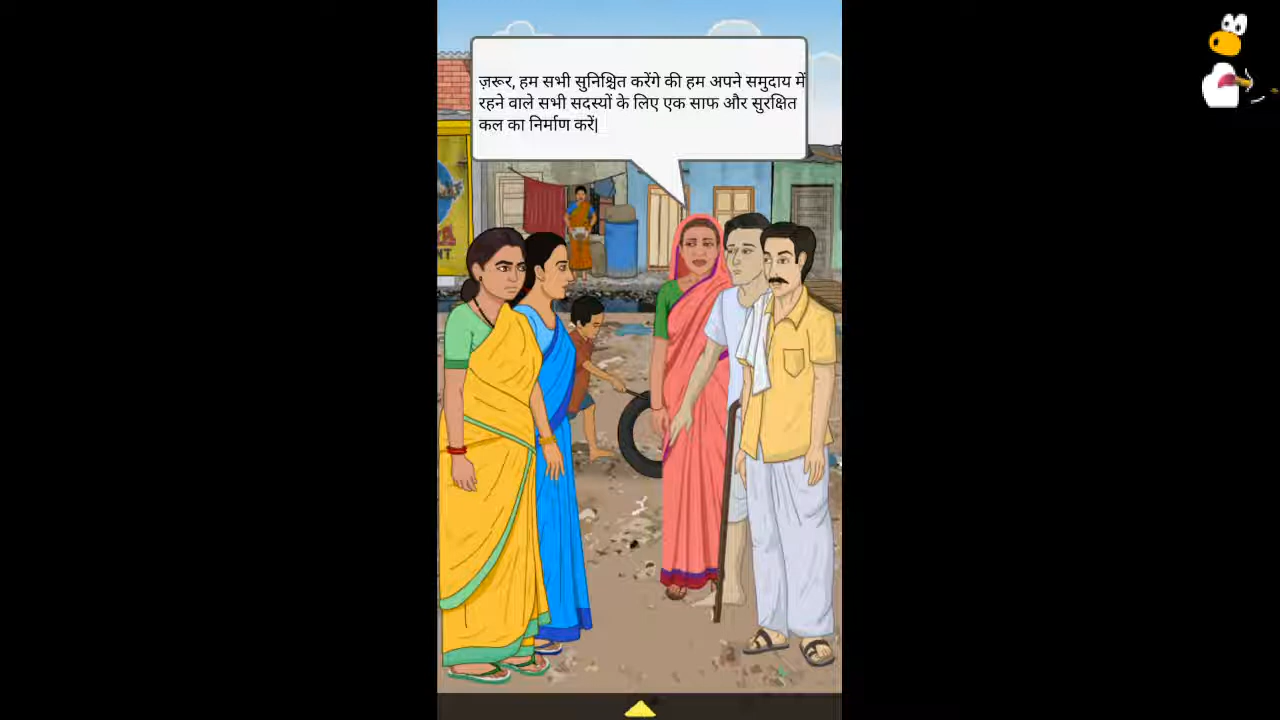 ज़रूर, हम सभी सुनिश्चित करेंगे की हम अपने समुदाय में
रहने वाले सभी सदस्यों के लिए एक साफ और सुरक्षित
कल का निर्माण करें|